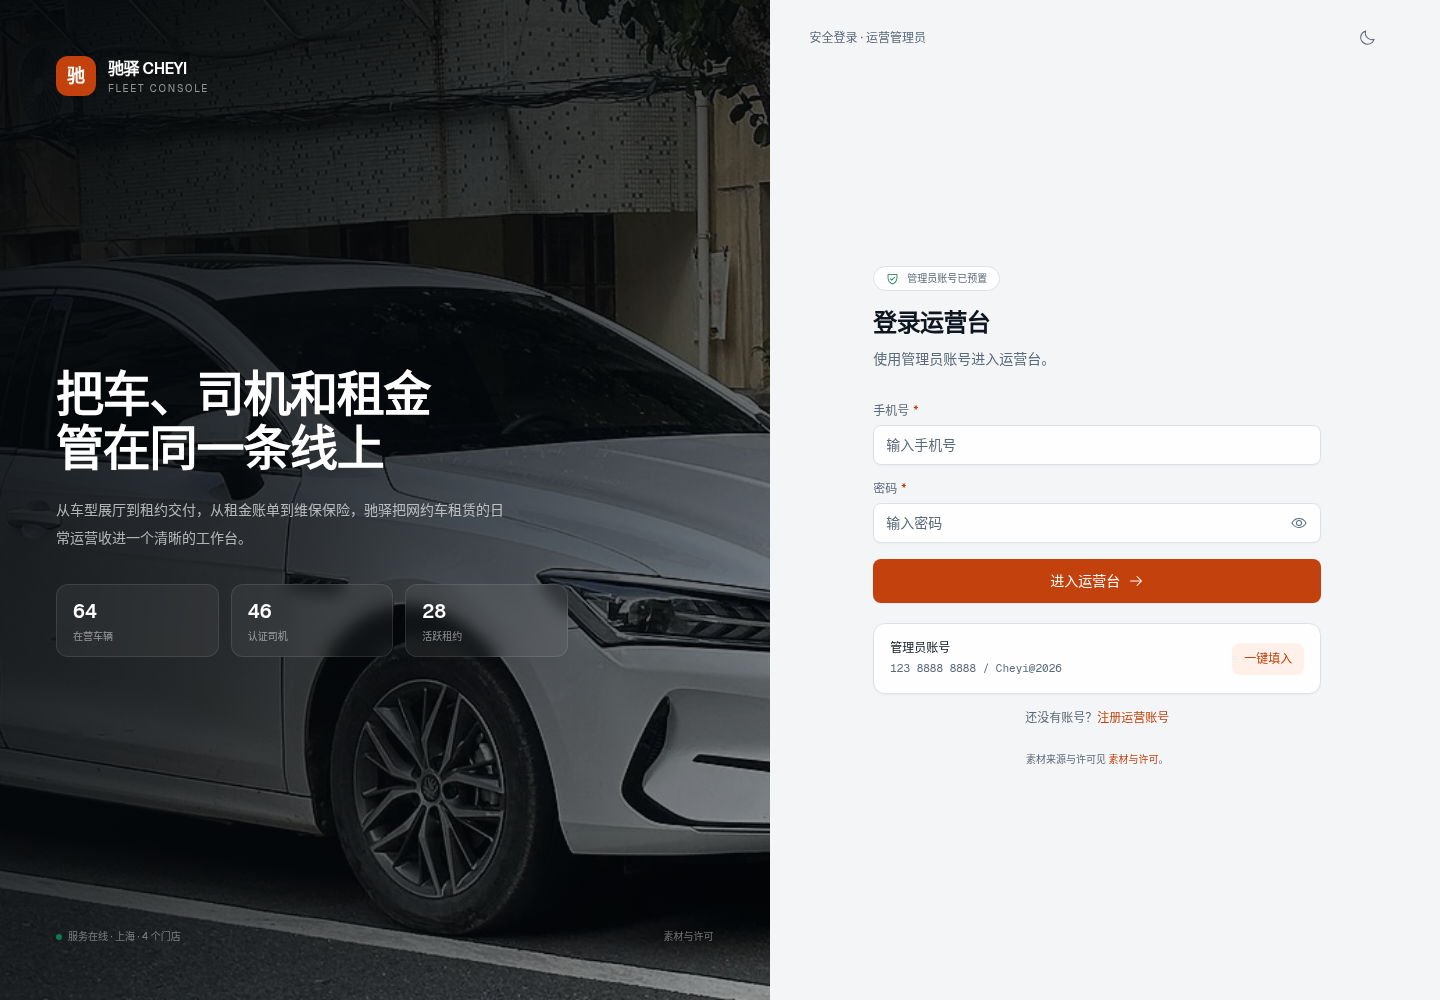 驰
驰驿 CHEYI
FLEET CONSOLE
把车、司机和租金
管在同一条线上
从车型展厅到租约交付，从租金账单到维保保险，驰驿把网约车租赁的日
常运营收进一个清晰的工作台。
64
在营车辆
46
认证司机
28
活跃租约
服务在线 · 上海 · 4 个门店
素材与许可
安全登录 · 运营管理员
管理员账号已预置
登录运营台
使用管理员账号进入运营台。
手机号 *
输入手机号
密码 *
输入密码
进入运营台
管理员账号
123 8888 8888 / Cheyi@2026
一键填入
还没有账号？注册运营账号
素材来源与许可见 素材与许可。